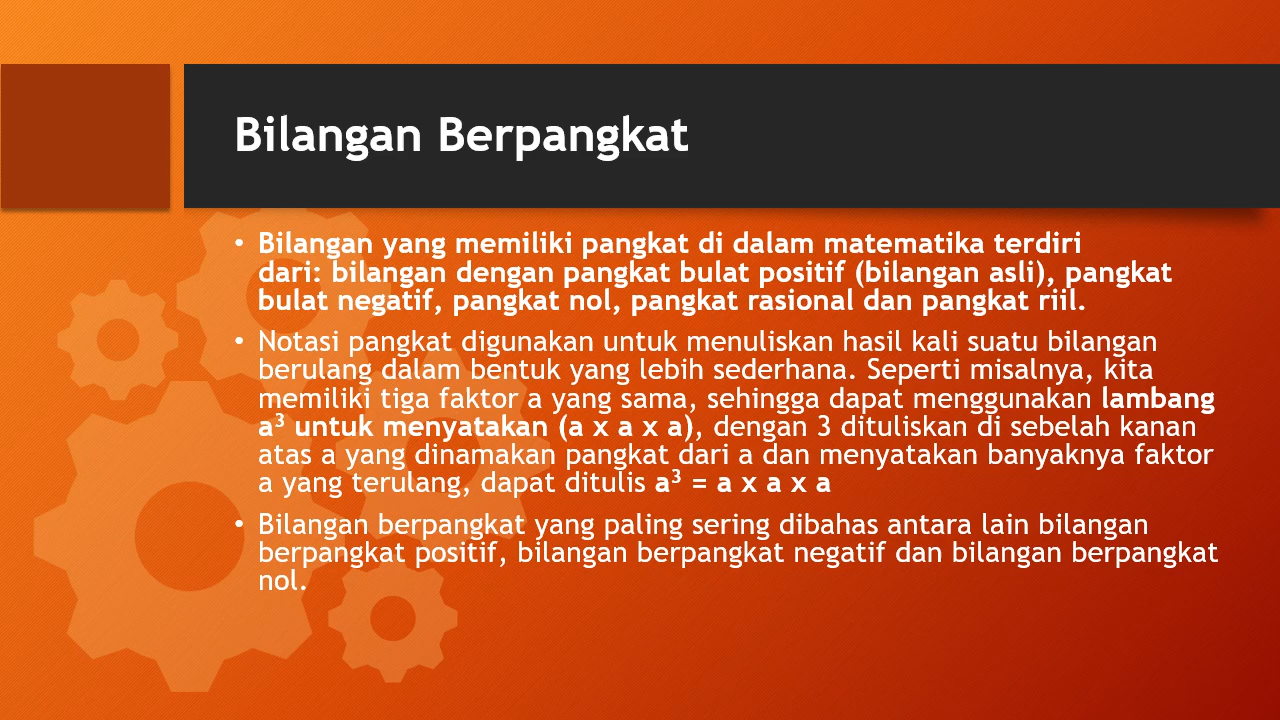 Bilangan Berpangkat
• Bilangan yang memiliki pangkat di dalam matematika terdiri
dari: bilangan dengan pangkat bulat positif (bilangan asli), pangkat
bulat negatif, pangkat nol, pangkat rasional dan pangkat riil.
• Notasi pangkat digunakan untuk menuliskan hasil kali suatu bilangan
berulang dalam bentuk yang lebih sederhana. Seperti misalnya, kita
memiliki tiga faktor a yang sama, sehingga dapat menggunakan lambang
a³ untuk menyatakan (a x a x a), dengan 3 dituliskan di sebelah kanan
atas a yang dinamakan pangkat dari a dan menyatakan banyaknya faktor
a yang terulang, dapat ditulis a³ = a x a x a
• Bilangan berpangkat yang paling sering dibahas antara lain bilangan
berpangkat positif, bilangan berpangkat negatif dan bilangan berpangkat
nol.